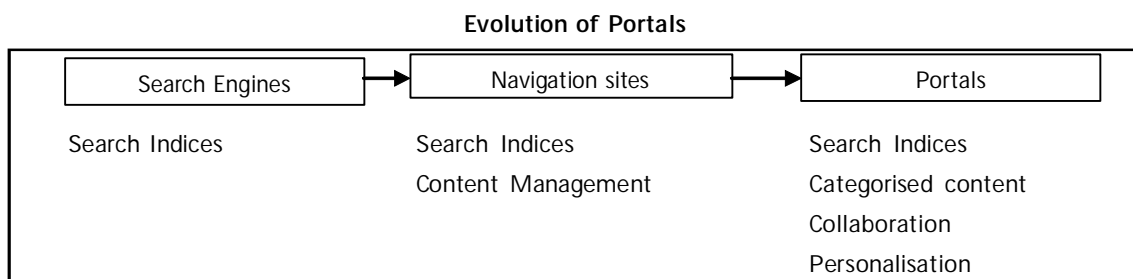 Evolution of Portals
Search Engines
Navigation sites
Portals
Search Indices
Search Indices
Content Management
Search Indices
Categorised content
Collaboration
Personalisation